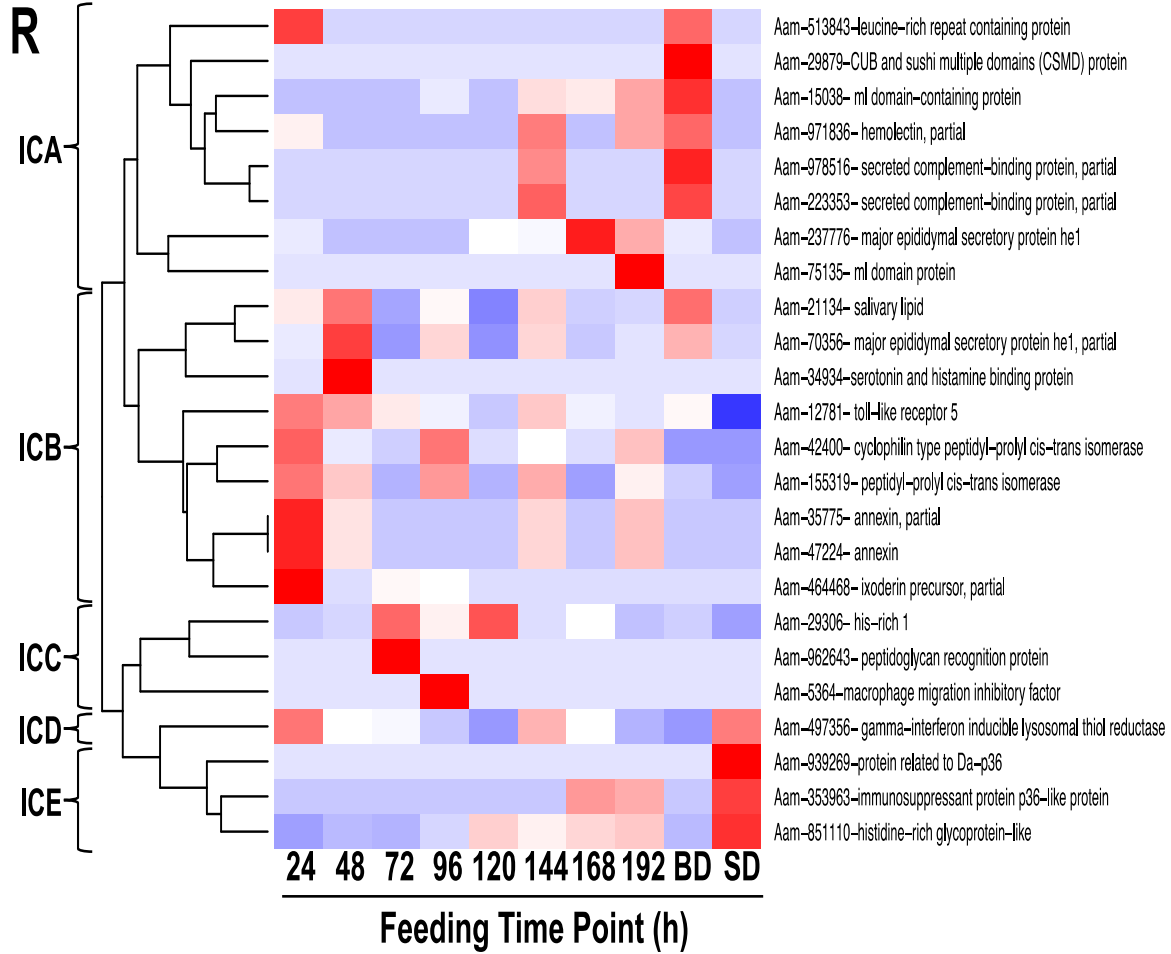 R
ICA
ICB
ICC
ICD
ICE
Aam–513843–leucine–rich repeat containing protein
Aam–29879–CUB and sushi multiple domains (CSMD) protein
Aam–15038– ml domain–containing protein
Aam–971836– hemolectin, partial
Aam–978516– secreted complement–binding protein, partial
Aam–223353– secreted complement–binding protein, partial
Aam–237776– major epididymal secretory protein he1
Aam–75135– ml domain protein
Aam–21134– salivary lipid
Aam–70356– major epididymal secretory protein he1, partial
Aam–34934–serotonin and histamine binding protein
Aam–12781– toll–like receptor 5
Aam–42400– cyclophilin type peptidyl–prolyl cis–trans isomerase
Aam–155319– peptidyl–prolyl cis–trans isomerase
Aam–35775– annexin, partial
Aam–47224– annexin
Aam–464468– ixoderin precursor, partial
Aam–29306– his–rich 1
Aam–962643– peptidoglycan recognition protein
Aam–5364–macrophage migration inhibitory factor
Aam–497356– gamma–interferon inducible lysosomal thiol reductase
Aam–939269–protein related to Da–p36
Aam–353963–immunosuppressant protein p36–like protein
Aam–851110–histidine–rich glycoprotein–like
24 48 72 96 120 144 168 192 BD SD
Feeding Time Point (h)